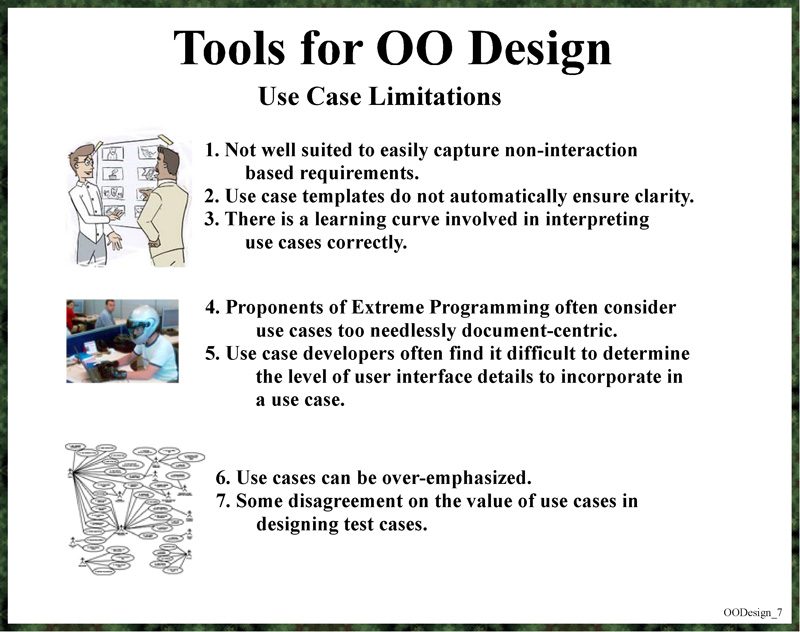 Tools for OO Design
Use Case Limitations
1. Not well suited to easily capture non-interaction
based requirements.
2. Use case templates do not automatically ensure clarity.
3. There is a learning curve involved in interpreting
use cases correctly.
4. Proponents of Extreme Programming often consider
use cases too needlessly document-centric.
5. Use case developers often find it difficult to determine
the level of user interface details to incorporate in
a use case.
6. Use cases can be over-emphasized.
7. Some disagreement on the value of use cases in
designing test cases.
OODesign_7